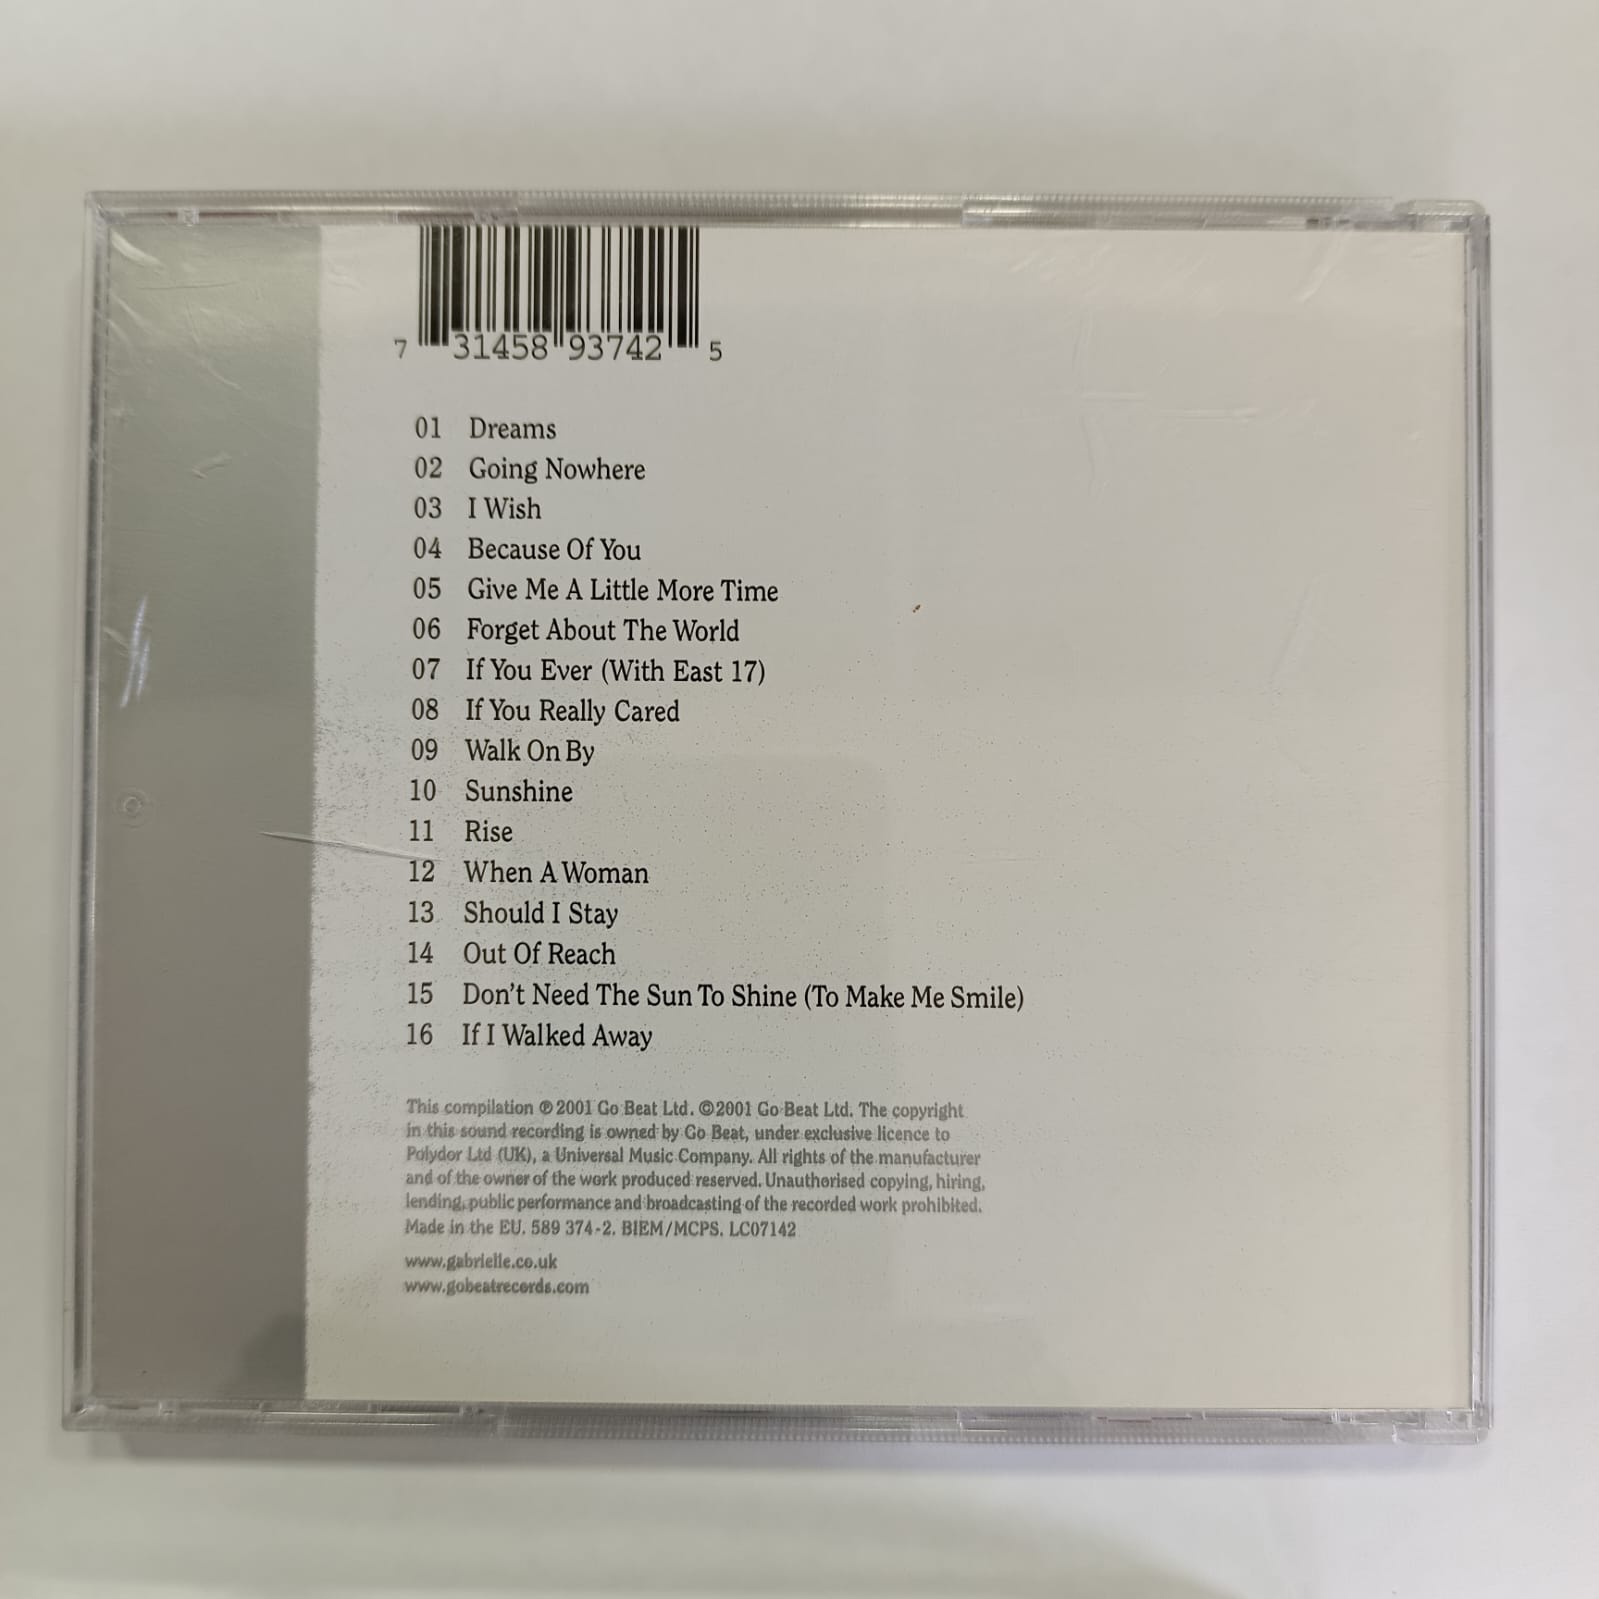 7 31458 93742 5
01 Dreams
02 Going Nowhere
03 I Wish
04 Because Of You
05 Give Me A Little More Time
06 Forget About The World
07 If You Ever (With East 17)
08 If You Really Cared
09 Walk On By
10 Sunshine
11 Rise
12 When A Woman
13 Should I Stay
14 Out Of Reach
15 Don't Need The Sun To Shine (To Make Me Smile)
16 If I Walked Away
This compilation ℗ 2001 Go Beat Ltd. ©2001 Go Beat Ltd. The copyright
in this sound recording is owned by Go Beat, under exclusive licence to
Polydor Ltd (UK), a Universal Music Company. All rights of the manufacturer
and of the owner of the work produced reserved. Unauthorised copying, hiring,
lending, public performance and broadcasting of the recorded work prohibited.
Made in the EU. 589 374-2. BIEM/MCPS. LC07142
www.gabrielle.co.uk
www.gobeatrecords.com